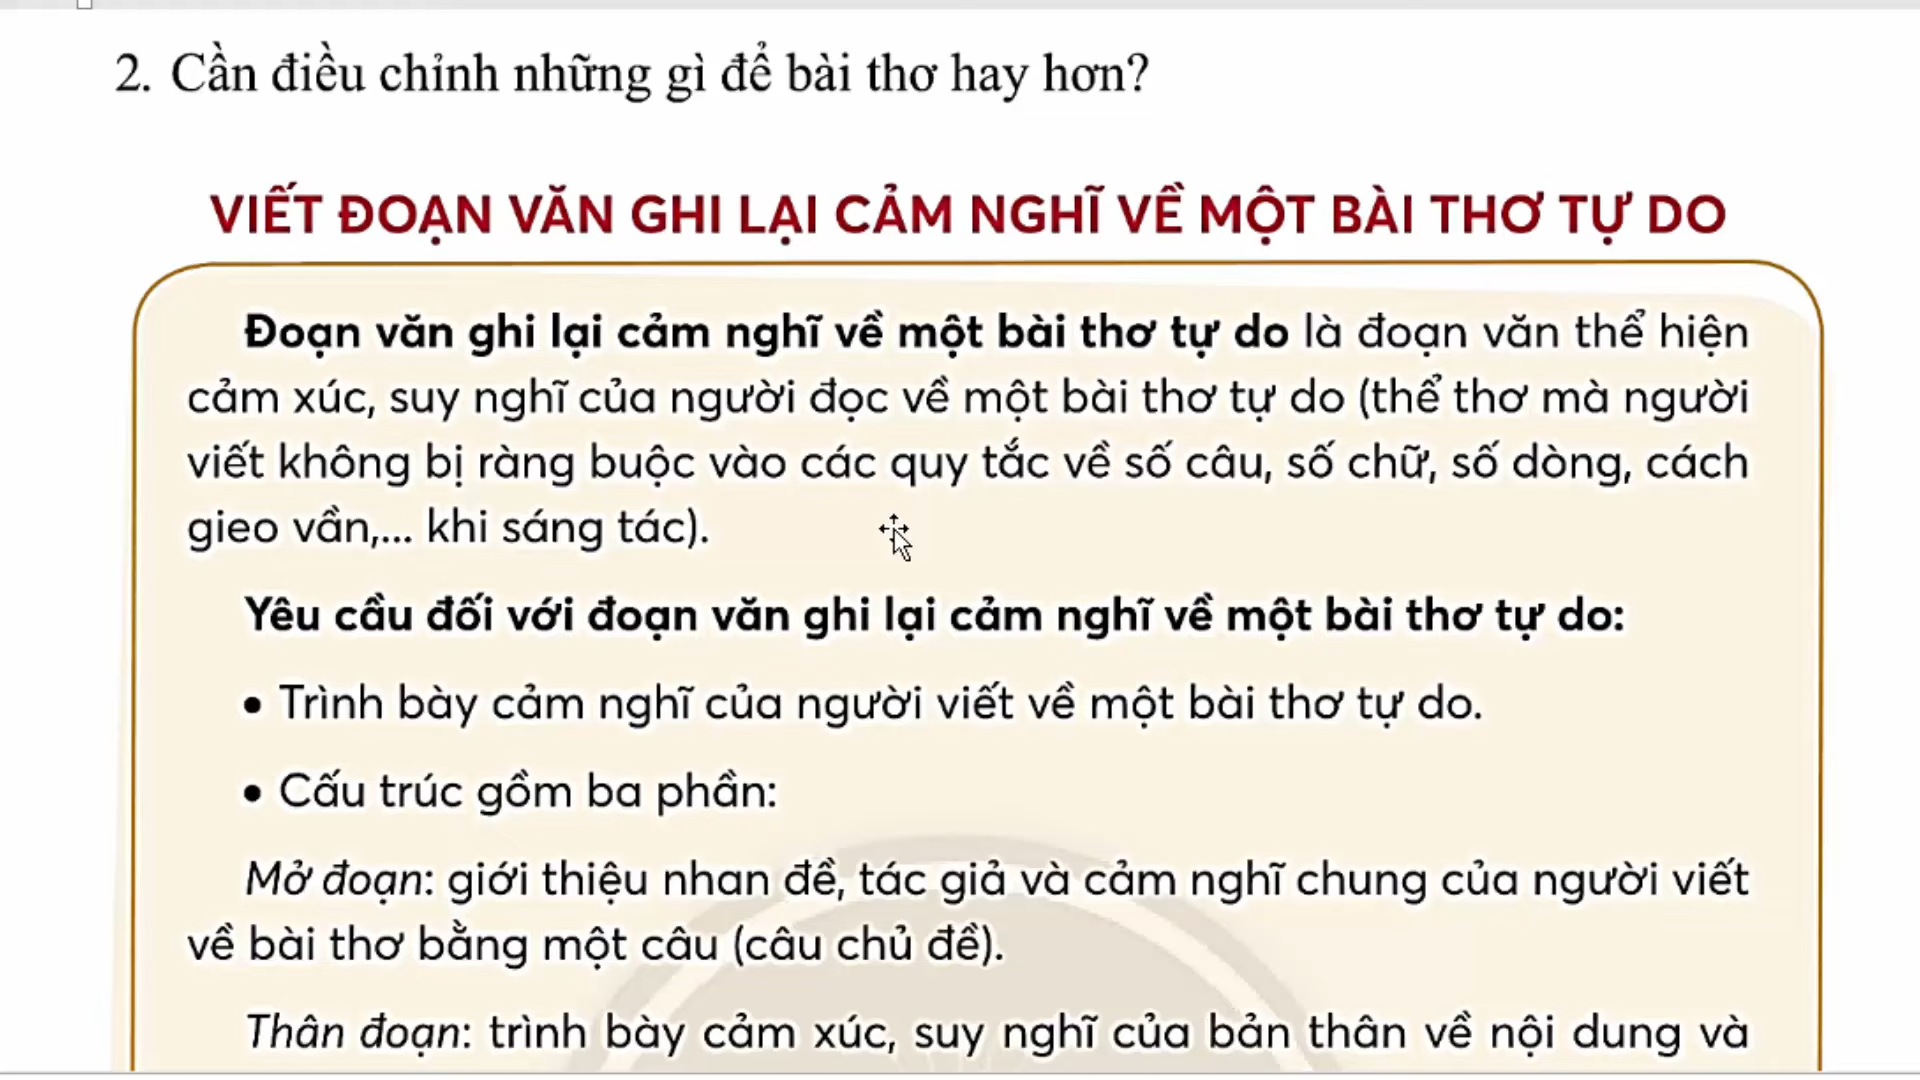 2. Cần điều chỉnh những gì để bài thơ hay hơn?
VIẾT ĐOẠN VĂN GHI LẠI CẢM NGHĨ VỀ MỘT BÀI THƠ TỰ DO
Đoạn văn ghi lại cảm nghĩ về một bài thơ tự do là đoạn văn thể hiện
cảm xúc, suy nghĩ của người đọc về một bài thơ tự do (thể thơ mà người
viết không bị ràng buộc vào các quy tắc về số câu, số chữ, số dòng, cách
gieo vần,... khi sáng tác).
Yêu cầu đối với đoạn văn ghi lại cảm nghĩ về một bài thơ tự do:
• Trình bày cảm nghĩ của người viết về một bài thơ tự do.
• Cấu trúc gồm ba phần:
Mở đoạn: giới thiệu nhan đề, tác giả và cảm nghĩ chung của người viết
về bài thơ bằng một câu (câu chủ đề).
Thân đoạn: trình bày cảm xúc, suy nghĩ của bản thân về nội dung và